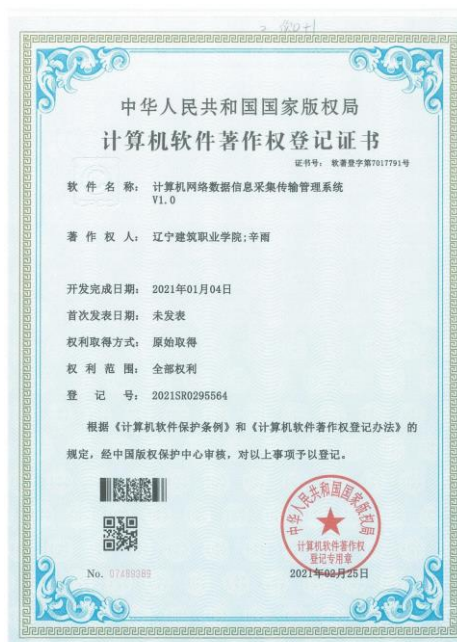 中华人民共和国国家版权局
计算机软件著作权登记证书
证书号： 软著登字第7017791号
软件名称： 计算机网络数据信息采集传输管理系统
V1.0
著作权人： 辽宁建筑职业学院;辛雨
开发完成日期： 2021年01月04日
首次发表日期： 未发表
权利取得方式： 原始取得
权利范围： 全部权利
登记号： 2021SR0295564
根据《计算机软件保护条例》和《计算机软件著作权登记办法》的
规定，经中国版权保护中心审核，对以上事项予以登记。
中华人民共和国国家版权局
计算机软件著作权
登记专用章
No. 07489389
2021年02月25日